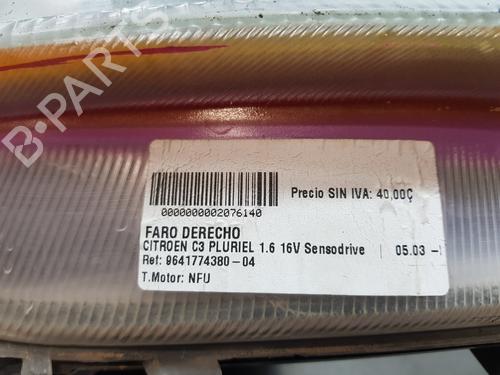 B-PARTS
Precio SIN IVA: 40,00Ç
0000000002076140
FARO DERECHO
CITROEN C3 PLURIEL 1.6 16V Sensodrive | 05.03 -
Ref: 9641774380-04
T.Motor: NFU